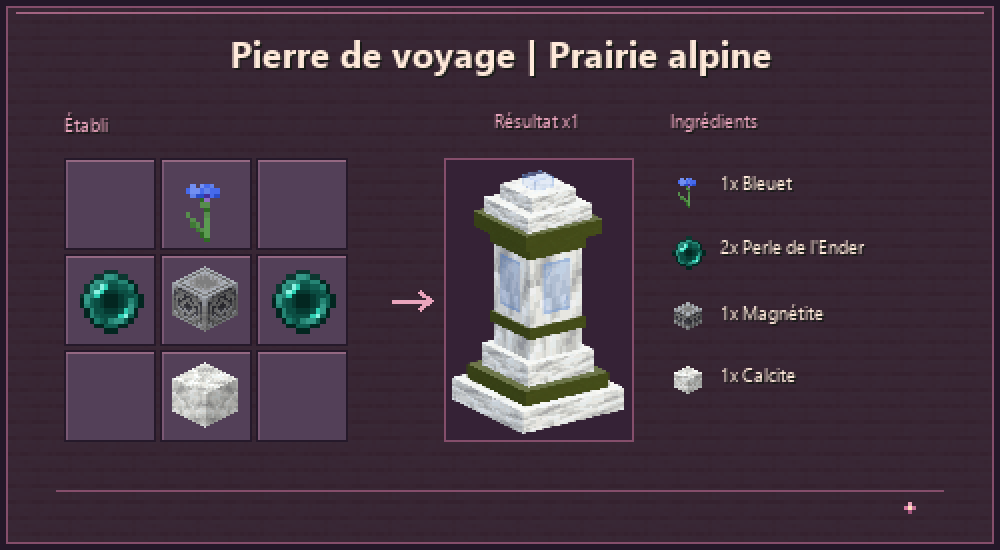 Pierre de voyage | Prairie alpine
Établi
Résultat x1
Ingrédients
1x Bleuet
2x Perle de l'Ender
1x Magnétite
1x Calcite